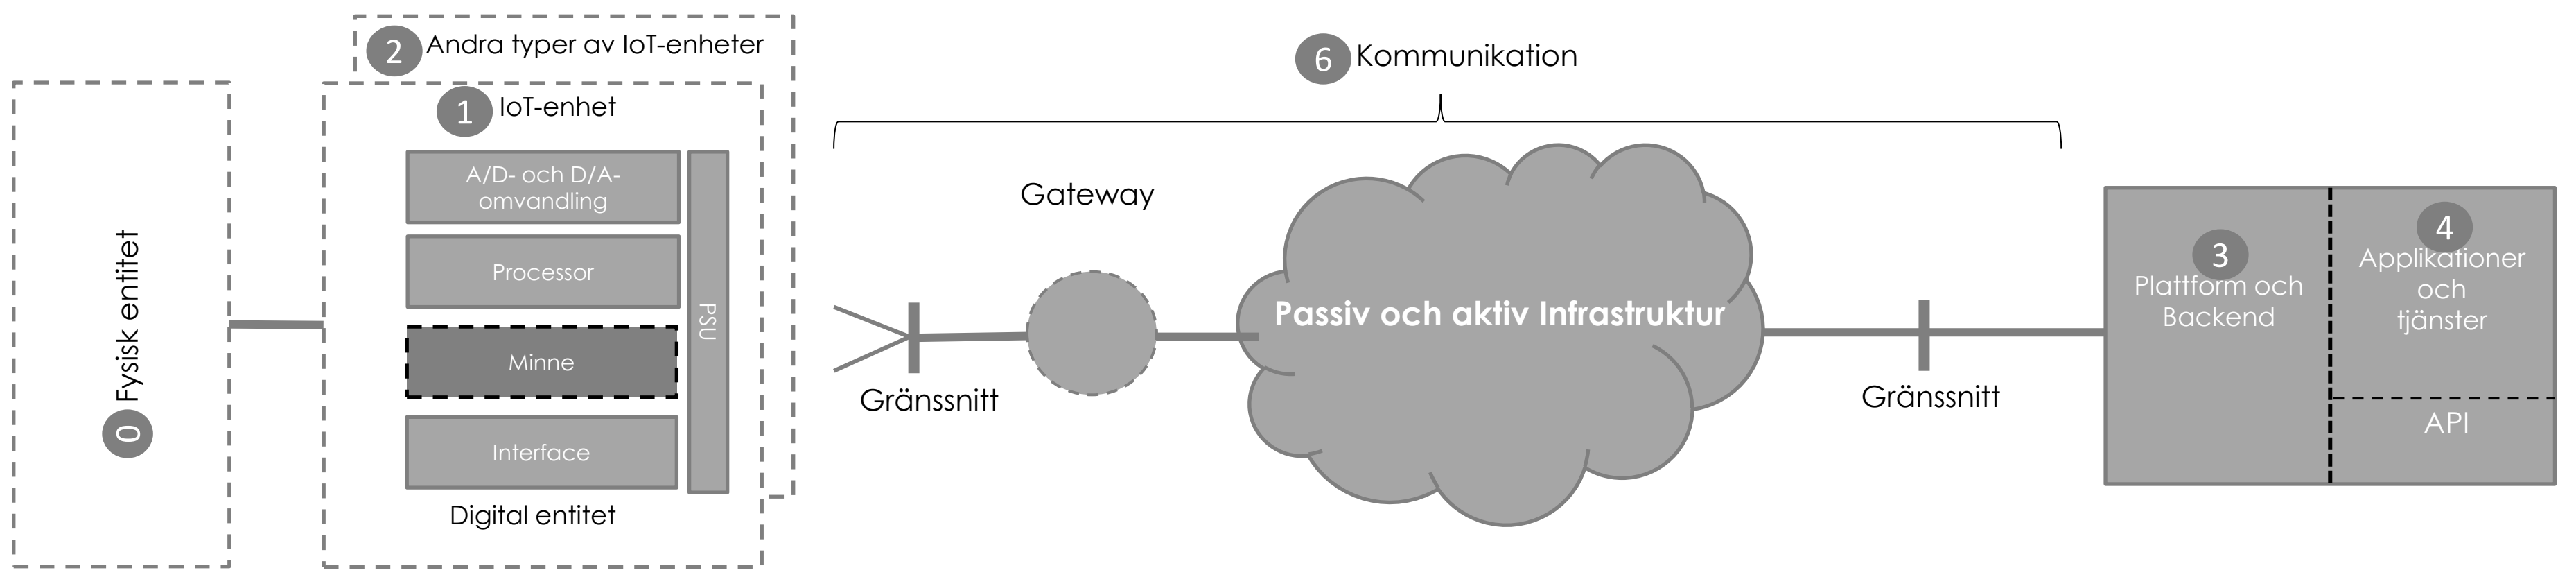 0 Fysisk entitet
2 Andra typer av IoT-enheter
1 IoT-enhet
A/D- och D/A-
omvandling
Processor
Minne
Interface
PSU
Digital entitet
6 Kommunikation
Gateway
Gränssnitt
Passiv och aktiv Infrastruktur
Gränssnitt
3
Plattform och
Backend
4
Applikationer
och
tjänster
API